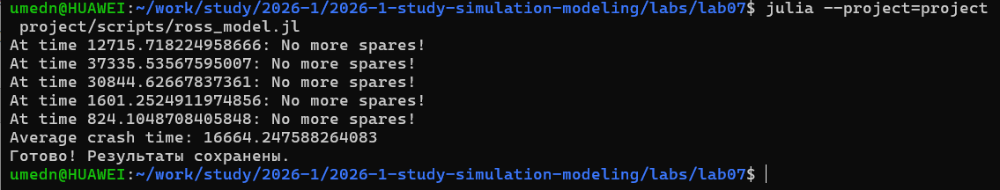 umedn@HUAWEI:~/work/study/2026-1/2026-1-study-simulation-modeling/labs/lab07$ julia --project=project
project/scripts/ross_model.jl
At time 12715.718224958666: No more spares!
At time 37335.53567595007: No more spares!
At time 30844.62667837361: No more spares!
At time 1601.2524911974856: No more spares!
At time 824.1048708405848: No more spares!
Average crash time: 16664.247588264083
Готово! Результаты сохранены.
umedn@HUAWEI:~/work/study/2026-1/2026-1-study-simulation-modeling/labs/lab07$